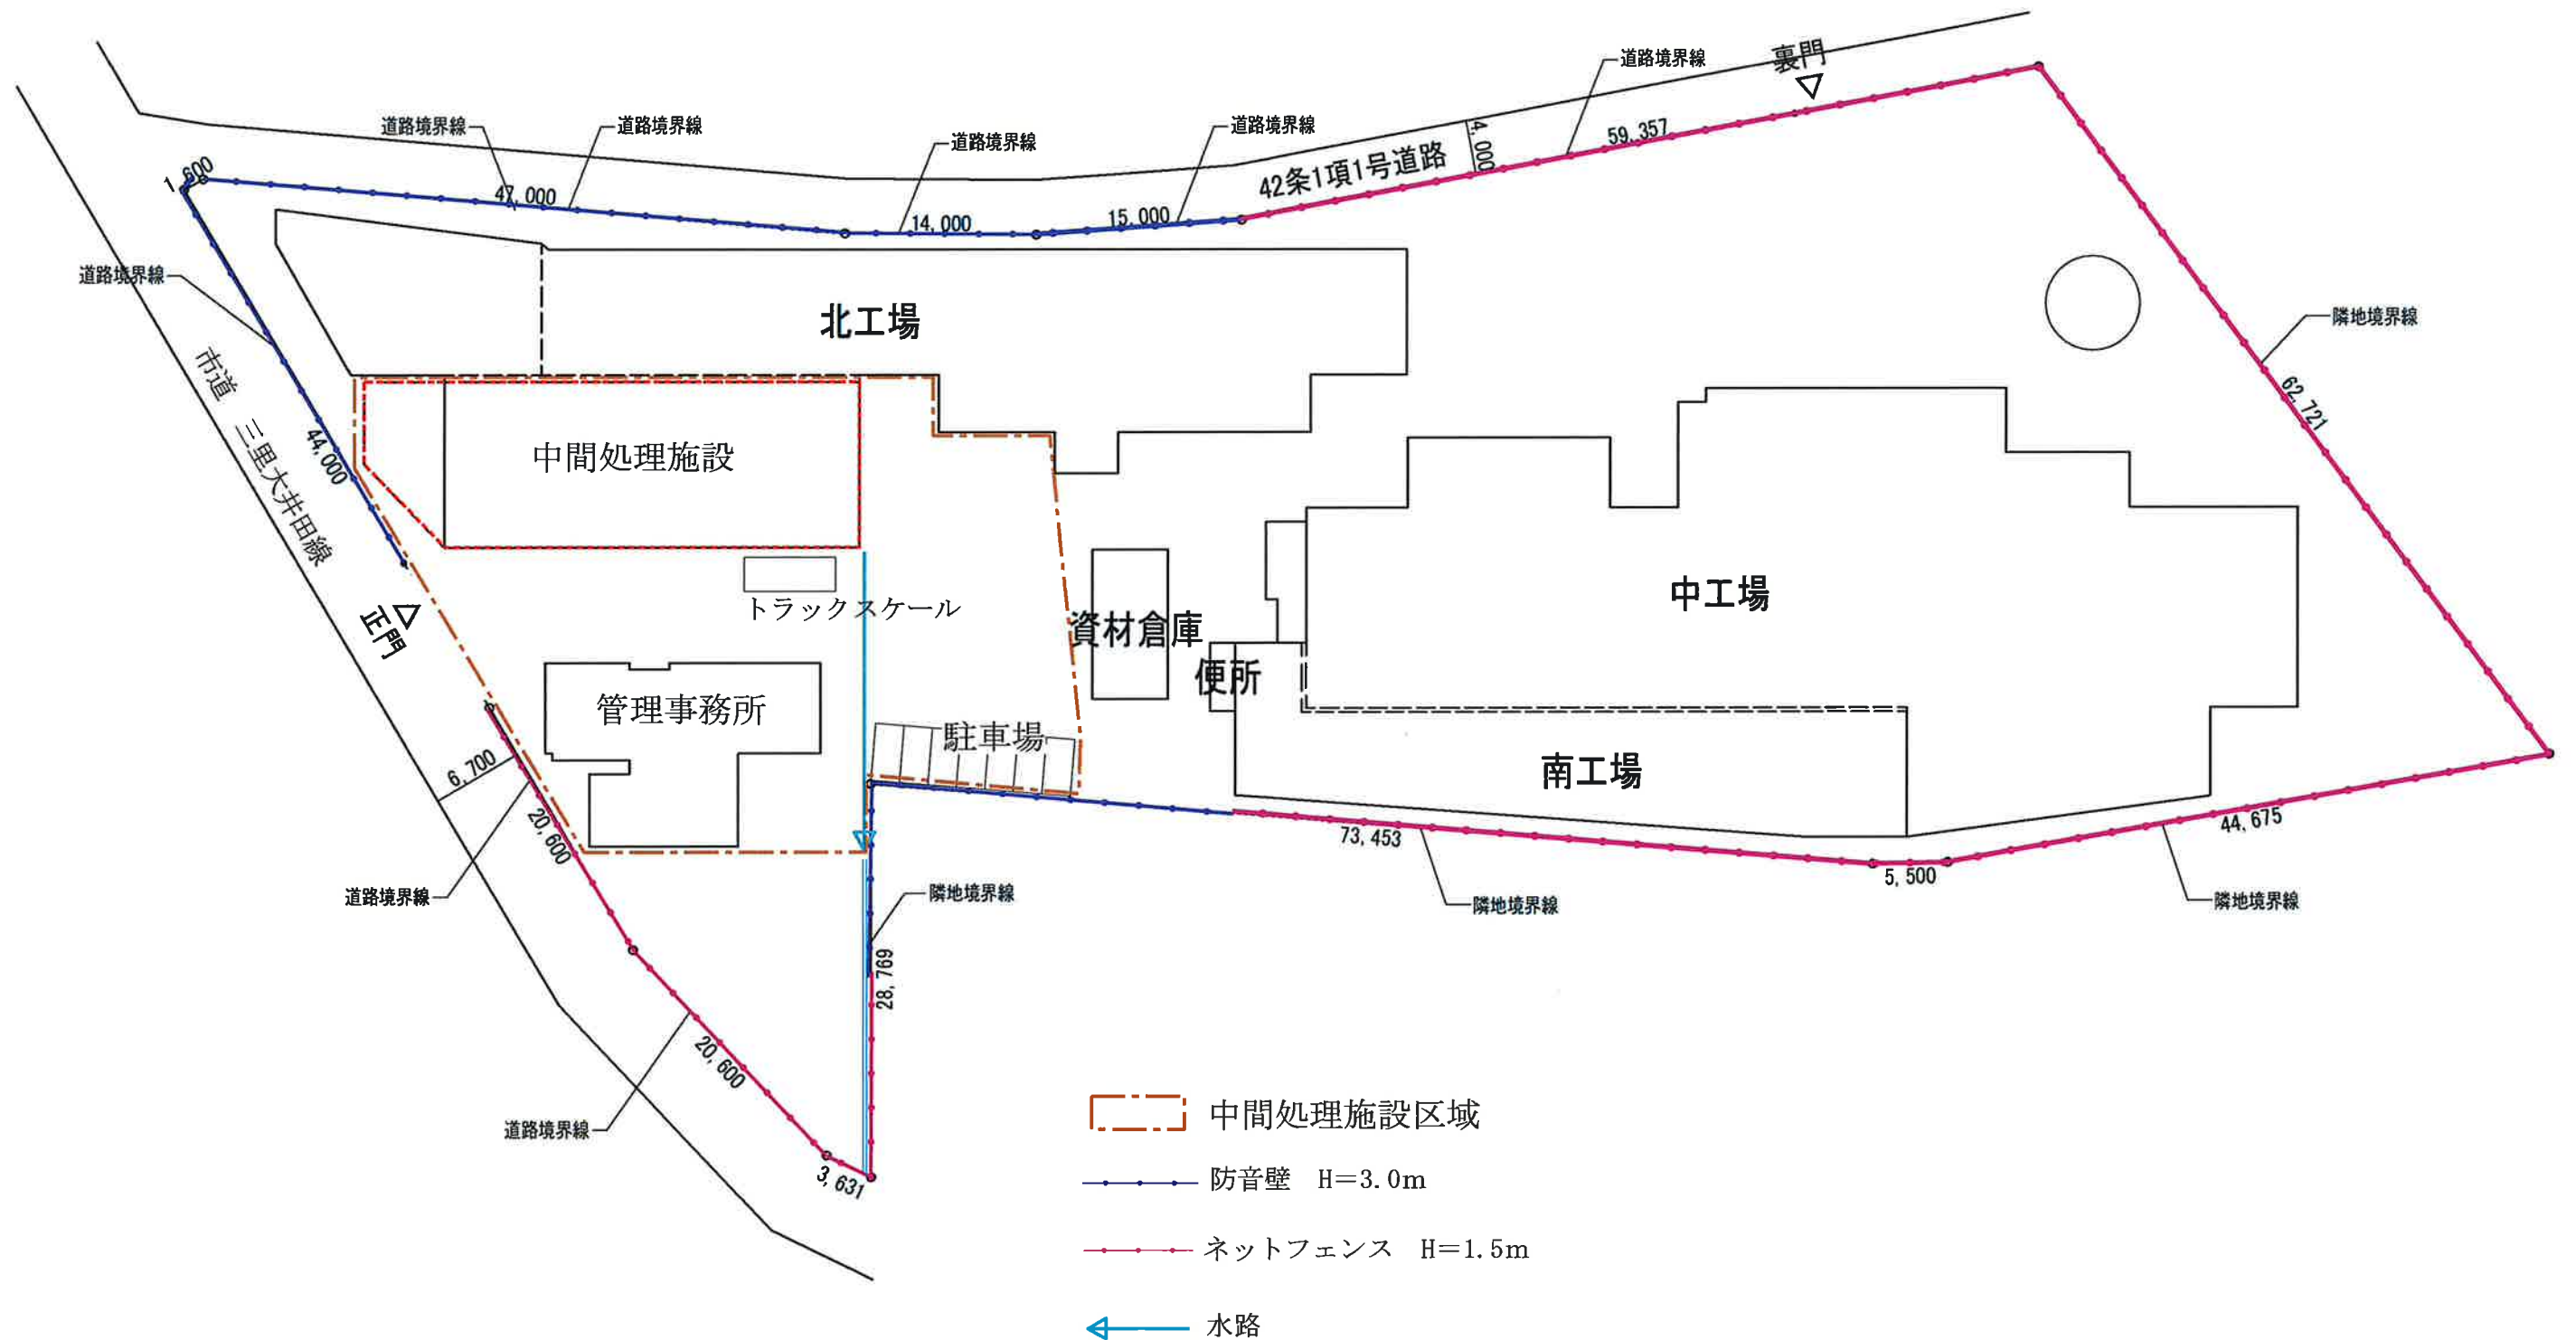 裏門
道路境界線
道路境界線
道路境界線
道路境界線
道路境界線
1,600
47,000
14,000
15,000
42条1項1号道路
4,000
59,357
道路境界線
北工場
隣地境界線
62,721
市道　三里大井田線
44,000
中間処理施設
トラックスケール
正門
資材倉庫
便所
中工場
管理事務所
駐車場
南工場
6,700
20,600
73,453
5,500
44,675
道路境界線
隣地境界線
隣地境界線
隣地境界線
28,769
20,600
道路境界線
3,631
中間処理施設区域
防音壁　H＝3.0m
ネットフェンス　H＝1.5m
水路